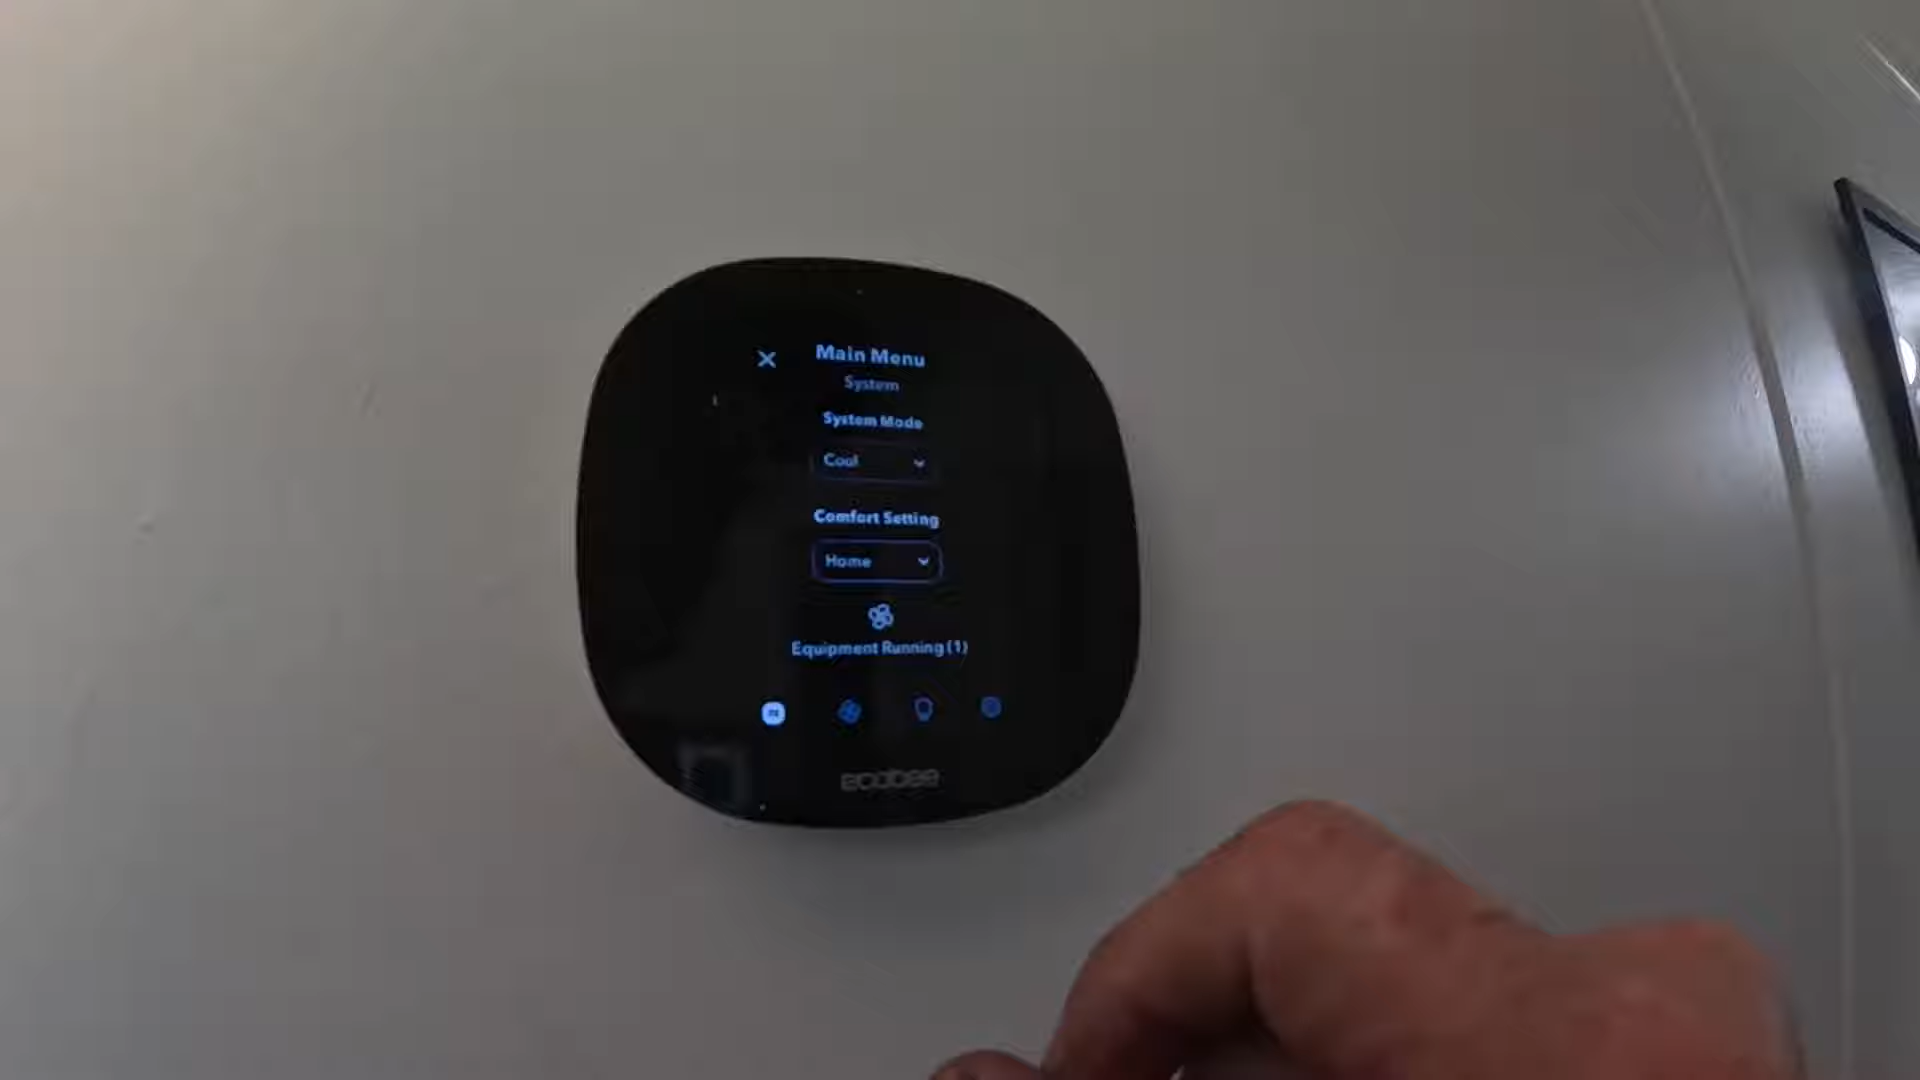 Main Menu
System
System Mode
Cool
Comfort Setting
Home
Equipment Running (1)
ecobee